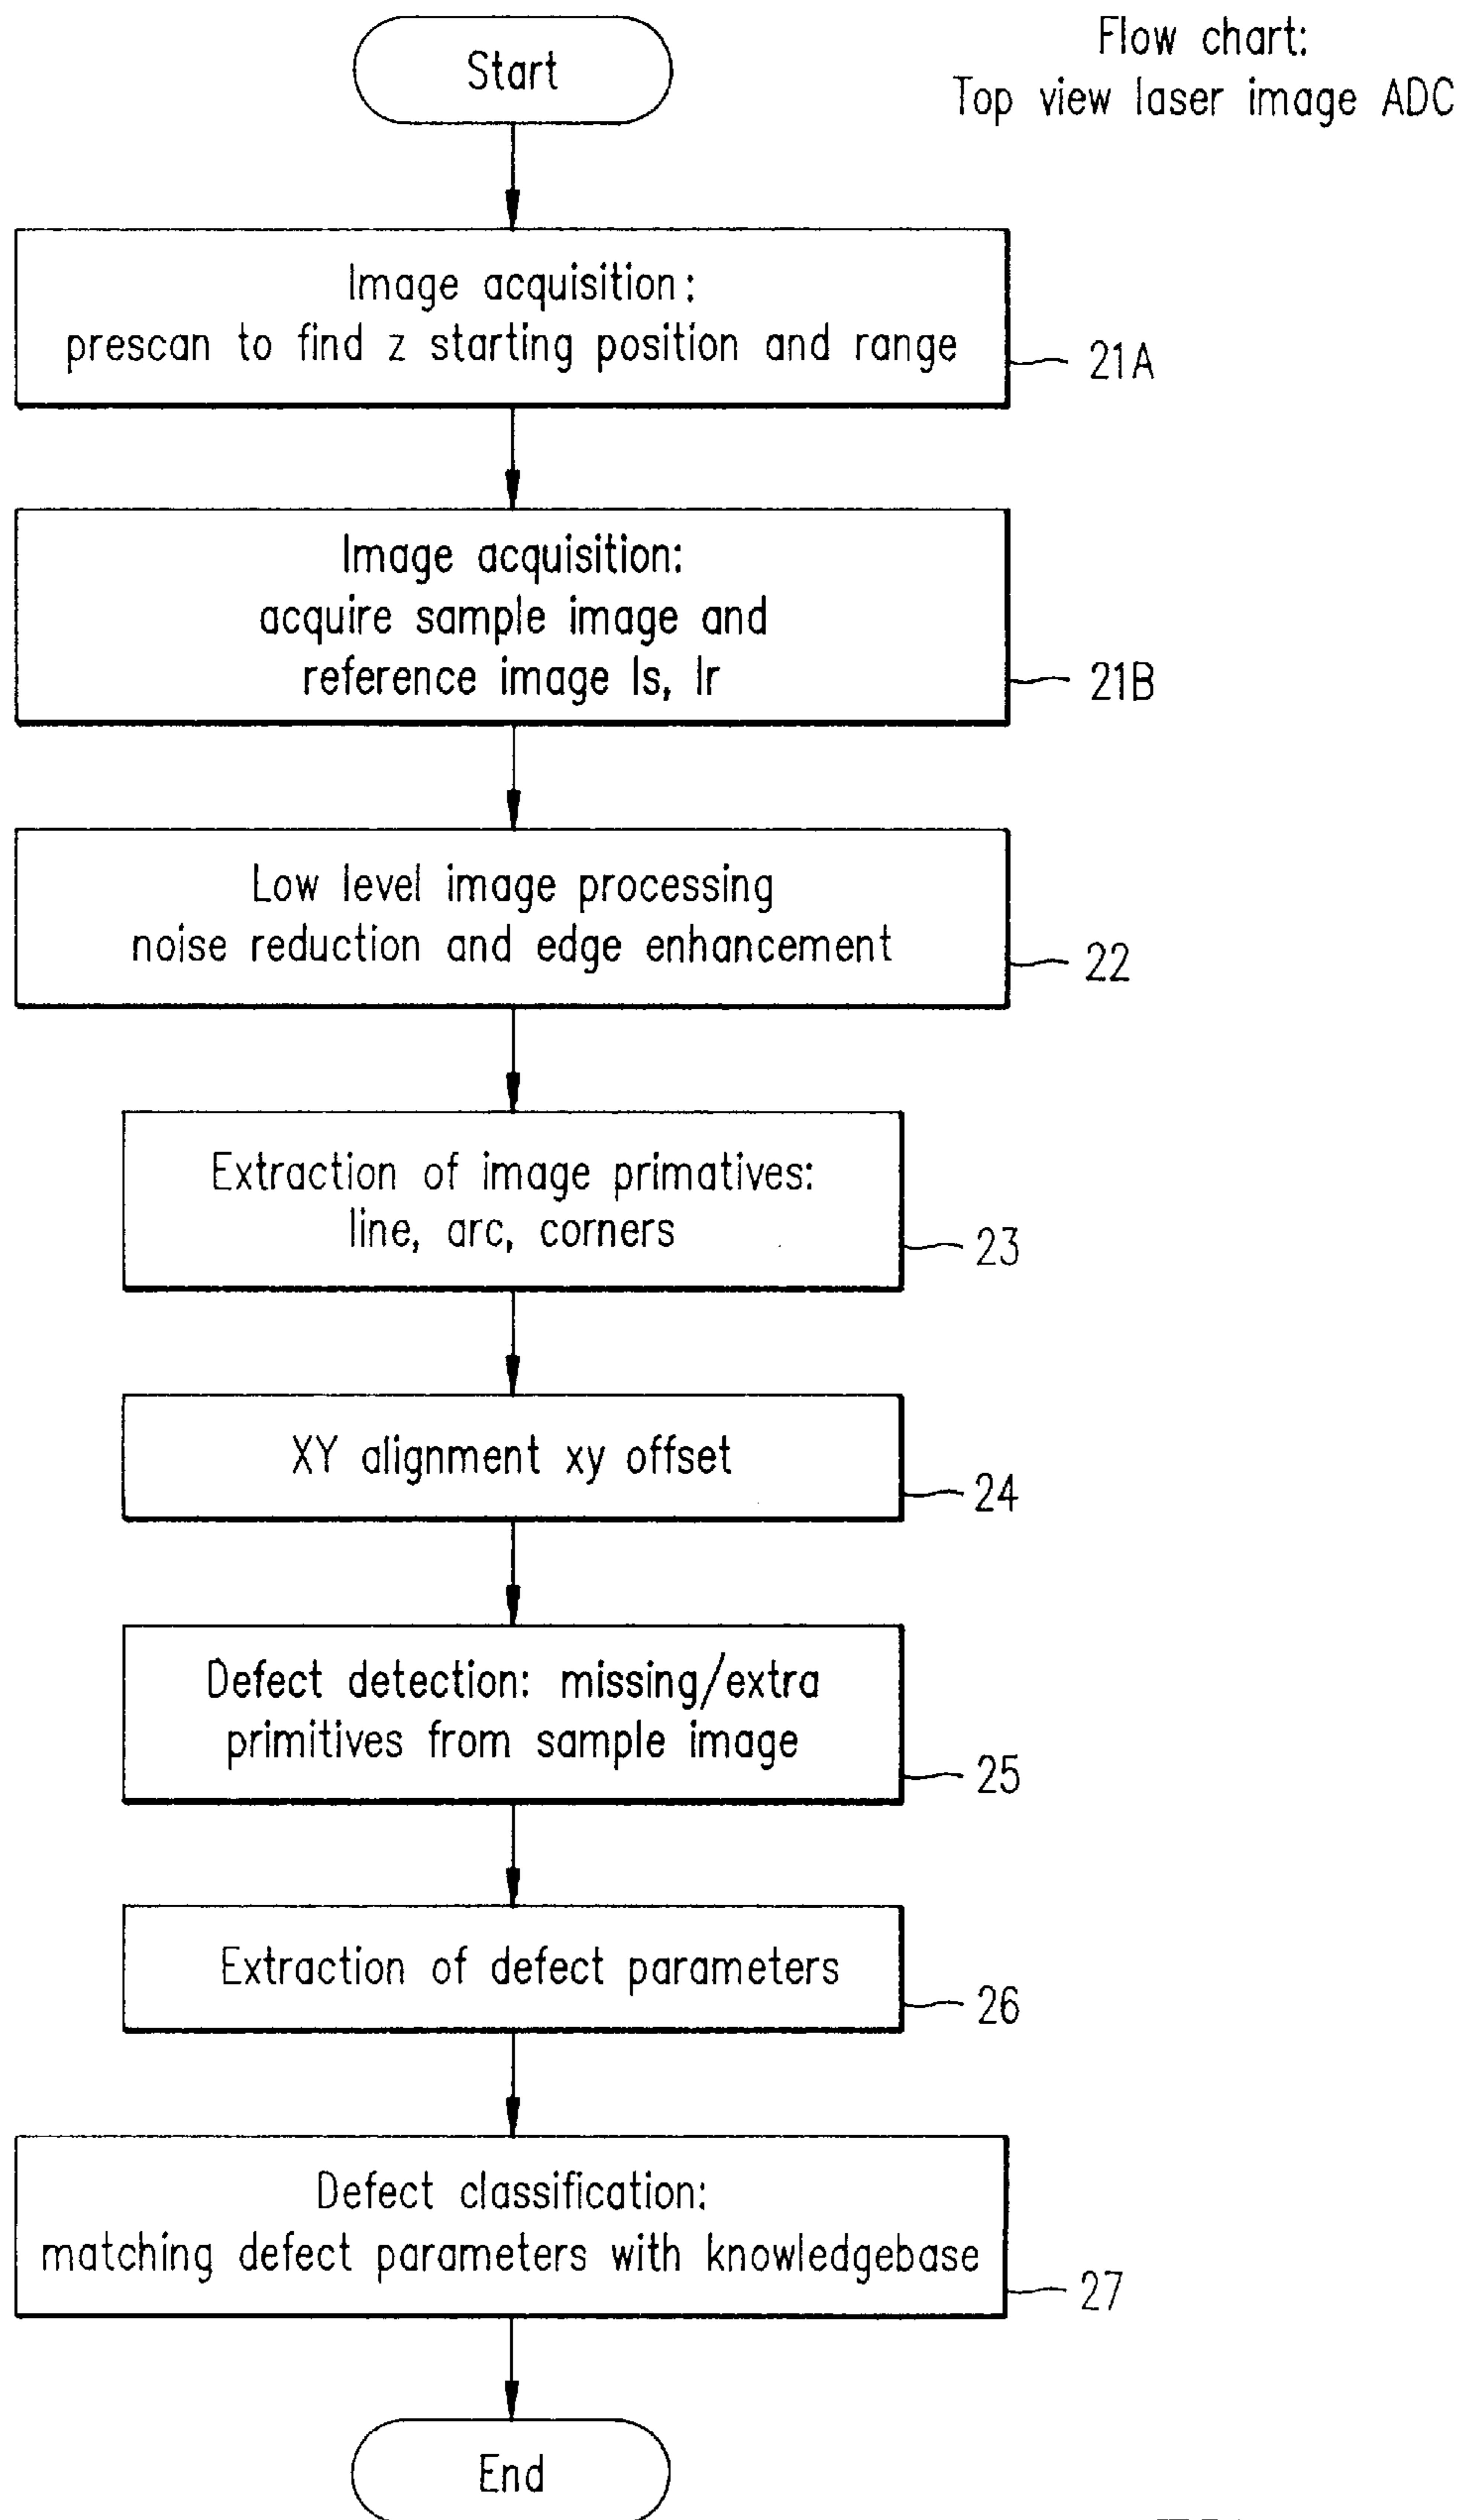 Flow chart:
Top view laser image ADC
Start
Image acquisition:
prescan to find z starting position and range
21A
Image acquisition:
acquire sample image and
reference image Is, Ir
21B
Low level image processing
noise reduction and edge enhancement
22
Extraction of image primatives:
line, arc, corners
23
XY alignment xy offset
24
Defect detection: missing/extra
primitives from sample image
25
Extraction of defect parameters
26
Defect classification:
matching defect parameters with knowledgebase
27
End